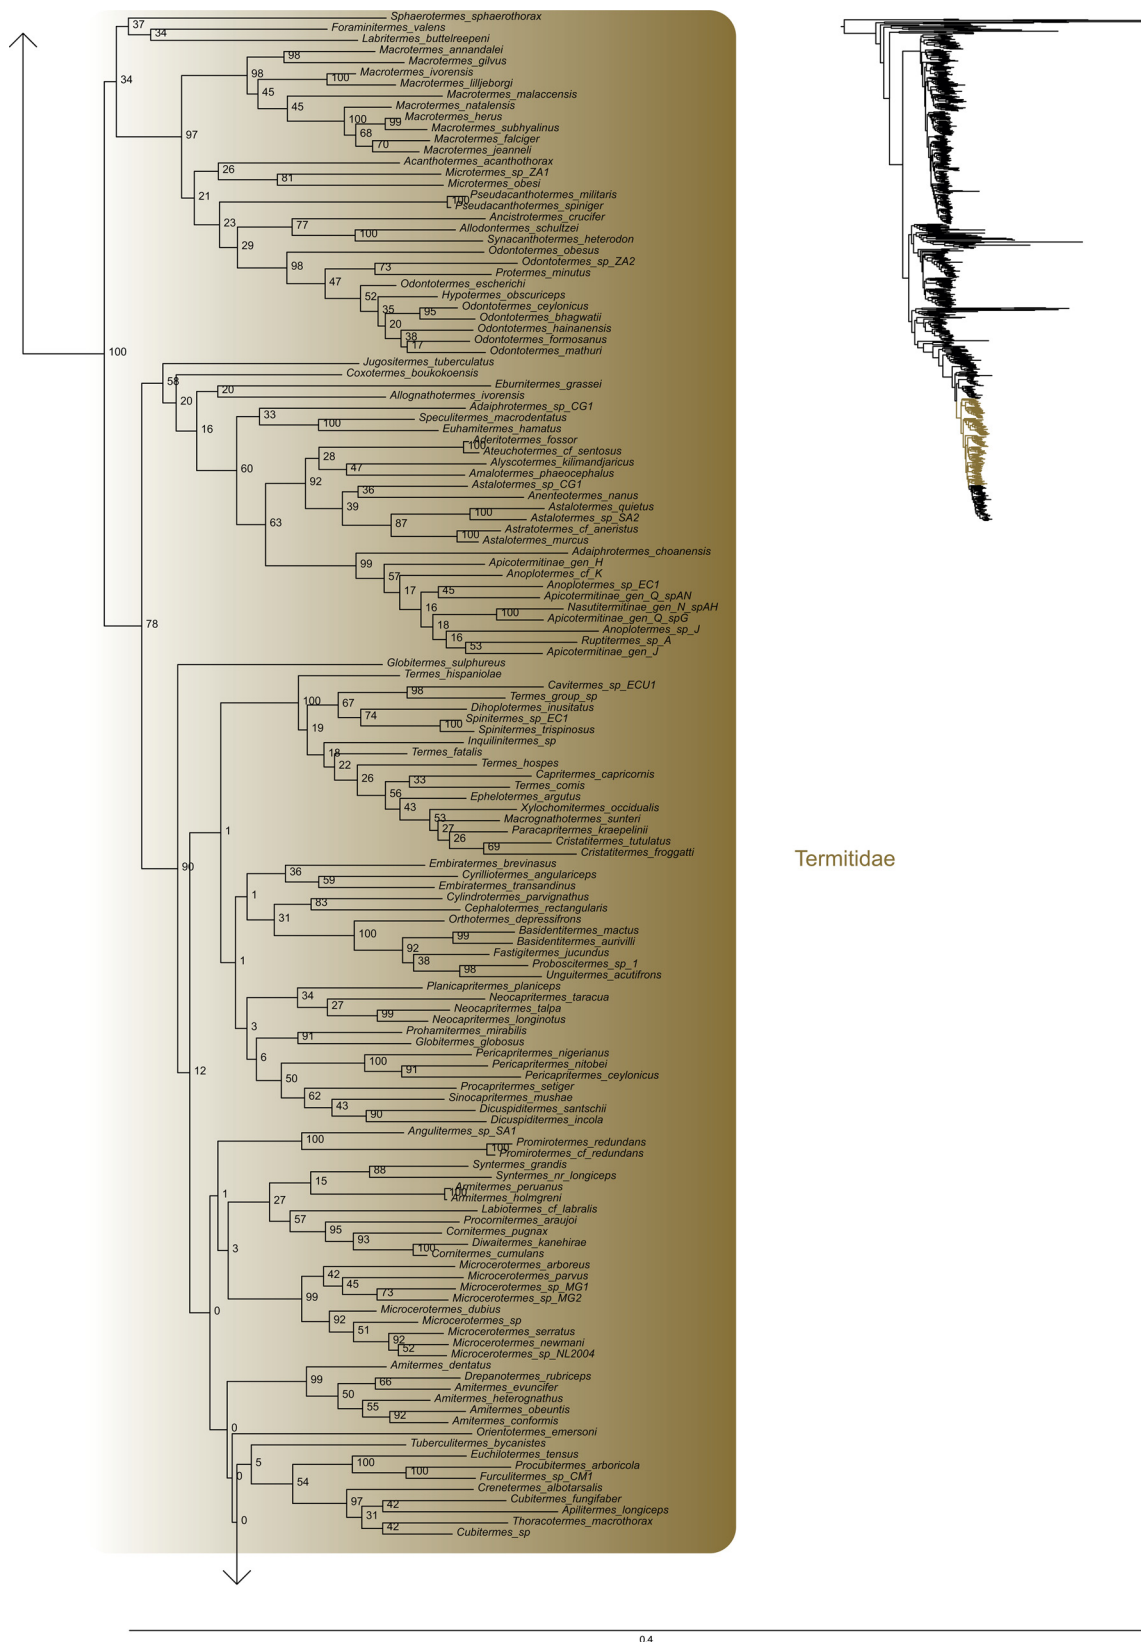 Sphaerotermes_sphaerothorax
37
Foraminitermes_valens
34
Labritermes_buttelreepeni
Macrotermes_annandalei
98
Macrotermes_gilvus
98
Macrotermes_ivorensis
34
100
Macrotermes_lilljeborgi
45
Macrotermes_malaccensis
45
Macrotermes_natalensis
100
Macrotermes_herus
99
Macrotermes_subhyalinus
97
68
Macrotermes_falciger
70
Macrotermes_jeanneli
Acanthotermes_acanthothorax
26
Microtermes_sp_ZA1
81
Microtermes_obesi
21
Pseudacanthotermes_militaris
100
Pseudacanthotermes_spiniger
23
Ancistrotermes_crucifer
77
Allodontermes_schultzei
100
Synacanthotermes_heterodon
29
Odontotermes_obesus
98
Odontotermes_sp_ZA2
73
Protermes_minutus
47
Odontotermes_escherichi
52
Hypotermes_obscuriceps
35
Odontotermes_ceylonicus
95
Odontotermes_bhagwatii
20
Odontotermes_hainanensis
38
Odontotermes_formosanus
17
Odontotermes_mathuri
100
Jugositermes_tuberculatus
58
Coxotermes_boukokoensis
20
Eburnitermes_grassei
20
Allognathotermes_ivorensis
16
Adaiphrotermes_sp_CG1
33
Speculitermes_macrodentatus
100
Euhamitermes_hamatus
60
Aderitotermes_fossor
100
Ateuchotermes_cf_sentosus
28
Alyscotermes_kilimandjaricus
47
Amalotermes_phaeocephalus
92
Astalotermes_sp_CG1
36
Anenteotermes_nanus
39
Astalotermes_quietus
100
Astalotermes_sp_SA2
87
63
Astratotermes_cf_aneristus
100
Astalotermes_murcus
Adaiphrotermes_choanensis
99
Apicotermitinae_gen_H
57
Anoplotermes_cf_K
17
Anoplotermes_sp_EC1
45
Apicotermitinae_gen_Q_spAN
16
Nasutitermitinae_gen_N_spAH
100
Apicotermitinae_gen_Q_spG
18
Anoplotermes_sp_J
16
Ruptitermes_sp_A
53
Apicotermitinae_gen_J
78
Globitermes_sulphureus
Termes_hispaniolae
100
Cavitermes_sp_ECU1
98
Termes_group_sp
67
Dihoplotermes_inusitatus
74
Spinitermes_sp_EC1
100
Spinitermes_trispinosus
19
Inquilinitermes_sp
18
Termes_fatalis
22
Termes_hospes
26
Capritermes_capricornis
33
Termes_comis
56
Ephelotermes_argutus
43
Xylochomitermes_occidualis
53
Macrognathotermes_sunteri
27
Paracapritermes_kraepelinii
26
Cristatitermes_tutulatus
69
Cristatitermes_froggatti
1
Termitidae
90
Embiratermes_brevinasus
36
Cyrilliotermes_angulariceps
59
Embiratermes_transandinus
1
Cylindrotermes_parvignathus
83
Cephalotermes_rectangularis
31
Orthotermes_depressifrons
100
Basidentitermes_mactus
99
Basidentitermes_aurivilli
92
Fastigitermes_jucundus
38
Proboscitermes_sp_1
98
Unguitermes_acutifrons
1
Planicapritermes_planiceps
34
Neocapritermes_taracua
27
Neocapritermes_talpa
99
Neocapritermes_longinotus
3
Prohamitermes_mirabilis
91
Globitermes_globosus
6
Pericapritermes_nigerianus
100
Pericapritermes_nitobei
91
Pericapritermes_ceylonicus
50
12
Procapritermes_setiger
62
Sinocapritermes_mushae
43
Dicuspiditermes_santschii
90
Dicuspiditermes_incola
Angulitermes_sp_SA1
100
Promirotermes_redundans
100
Promirotermes_cf_redundans
Syntermes_grandis
88
Syntermes_nr_longiceps
15
Armitermes_peruanus
100
Armitermes_holmgreni
1
27
Labiotermes_cf_labralis
57
Procornitermes_araujoi
95
Cornitermes_pugnax
93
Diwaitermes_kanehirae
100
Cornitermes_cumulans
3
Microcerotermes_arboreus
42
Microcerotermes_parvus
45
Microcerotermes_sp_MG1
73
Microcerotermes_sp_MG2
99
Microcerotermes_dubius
0
92
Microcerotermes_sp
51
Microcerotermes_serratus
92
Microcerotermes_newmani
52
Microcerotermes_sp_NL2004
Amitermes_dentatus
99
Drepanotermes_rubriceps
66
Amitermes_evuncifer
50
Amitermes_heterognathus
55
Amitermes_obeuntis
92
Amitermes_conformis
0
Orientotermes_emersoni
Tuberculitermes_bycanistes
5
Euchilotermes_tensus
100
Procubitermes_arboricola
100
Furculitermes_sp_CM1
0
54
Crenetermes_albotarsalis
97
Cubitermes_fungifaber
42
Apilitermes_longiceps
31
Thoracotermes_macrothorax
0
42
Cubitermes_sp
0.4